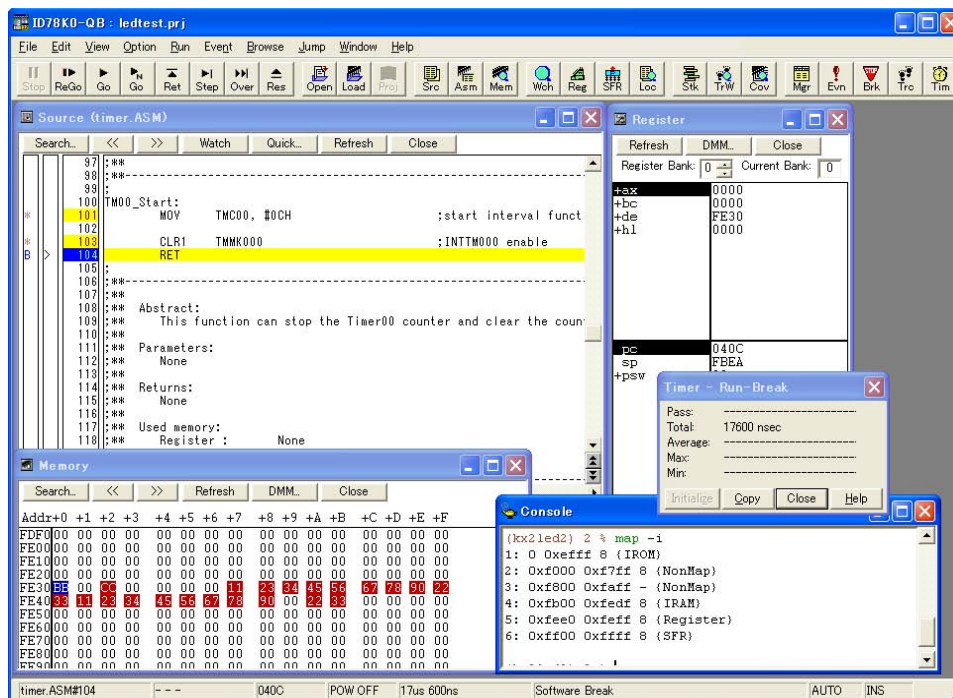 ID78K0-QB : ledtest.prj
File Edit View Option Run Event Browse Jump Window Help
Stop ReGo Go Go Ret Step Over Res Open Load Proj Src Asm Mem Wch Reg SFR Loc Stk TrW Cov Mgr Evn Brk Trc Tim
Source (timer.ASM)
Search... << >> Watch Quick... Refresh Close
97 ;**
98 ;**----------------------------------------
99 ;
100 TM00_Start:
* 101 MOV TMC00, #0CH ;start interval funct
102
* 103 CLR1 TMMK000 ;INTTM000 enable
B > 104 RET
105 ;
106 ;**----------------------------------------
107 ;**
108 ;** Abstract:
109 ;** This function can stop the Timer00 counter and clear the coun
110 ;**
111 ;** Parameters:
112 ;** None
113 ;**
114 ;** Returns:
115 ;** None
116 ;**
117 ;** Used memory:
118 ;** Register : None
Register
Refresh DMM... Close
Register Bank: 0 Current Bank: 0
+ax 0000
+bc 0000
+de FE30
+hl 0000
pc 040C
sp FBEA
+psw
Timer - Run-Break
Pass: ----------------------
Total: 17600 nsec
Average: ----------------------
Max: ----------------------
Min: ----------------------
Initialize Copy Close Help
Memory
Search... << >> Refresh DMM... Close
Addr+0 +1 +2 +3 +4 +5 +6 +7 +8 +9 +A +B +C +D +E +F
FDF0 00 00 00 00 00 00 00 00 00 00 00 00 00 00 00 00
FE00 00 00 00 00 00 00 00 00 00 00 00 00 00 00 00 00
FE10 00 00 00 00 00 00 00 00 00 00 00 00 00 00 00 00
FE20 00 00 00 00 00 00 00 00 00 00 00 00 00 00 00 00
FE30 BB 00 CC 00 00 00 00 11 23 34 45 56 67 78 90 22
FE40 33 11 23 34 45 56 67 78 90 00 22 33 00 00 00 00
FE50 00 00 00 00 00 00 00 00 00 00 00 00 00 00 00 00
FE60 00 00 00 00 00 00 00 00 00 00 00 00 00 00 00 00
FE70 00 00 00 00 00 00 00 00 00 00 00 00 00 00 00 00
FE80 00 00 00 00 00 00 00 00 00 00 00 00 00 00 00 00
FE90 00 00 00 00 00 00 00 00 00 00 00 00 00 00 00 00
Console
(kx2led2) 2 % map -i
1: 0 0xefff 8 {IROM}
2: 0xf000 0xf7ff 8 {NonMap}
3: 0xf800 0xfaff - {NonMap}
4: 0xfb00 0xfedf 8 {IRAM}
5: 0xfee0 0xfeff 8 {Register}
6: 0xff00 0xffff 8 {SFR}
timer.ASM#104 --- 040C POW OFF 17us 600ns Software Break AUTO INS